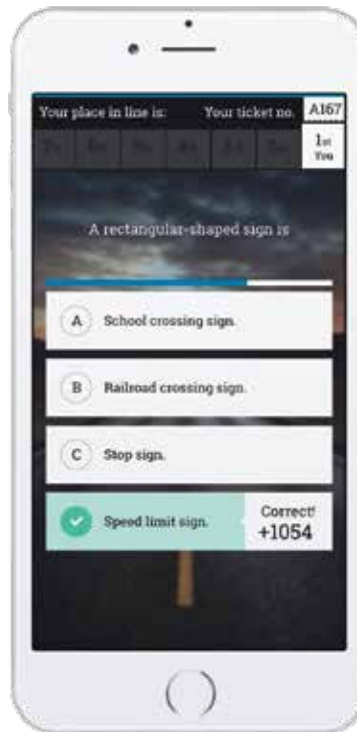 Your place in line is: Your ticket no. A167
1st
You
A rectangular-shaped sign is
A School crossing sign.
B Railroad crossing sign.
C Stop sign.
Speed limit sign. Correct!
+1054